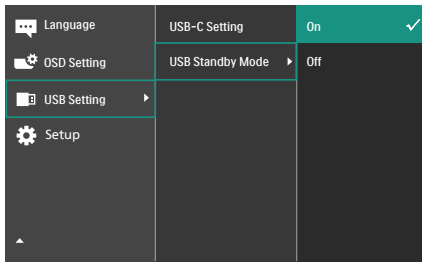 Language
OSD Setting
USB Setting
Setup
USB-C Setting
USB Standby Mode
On
Off